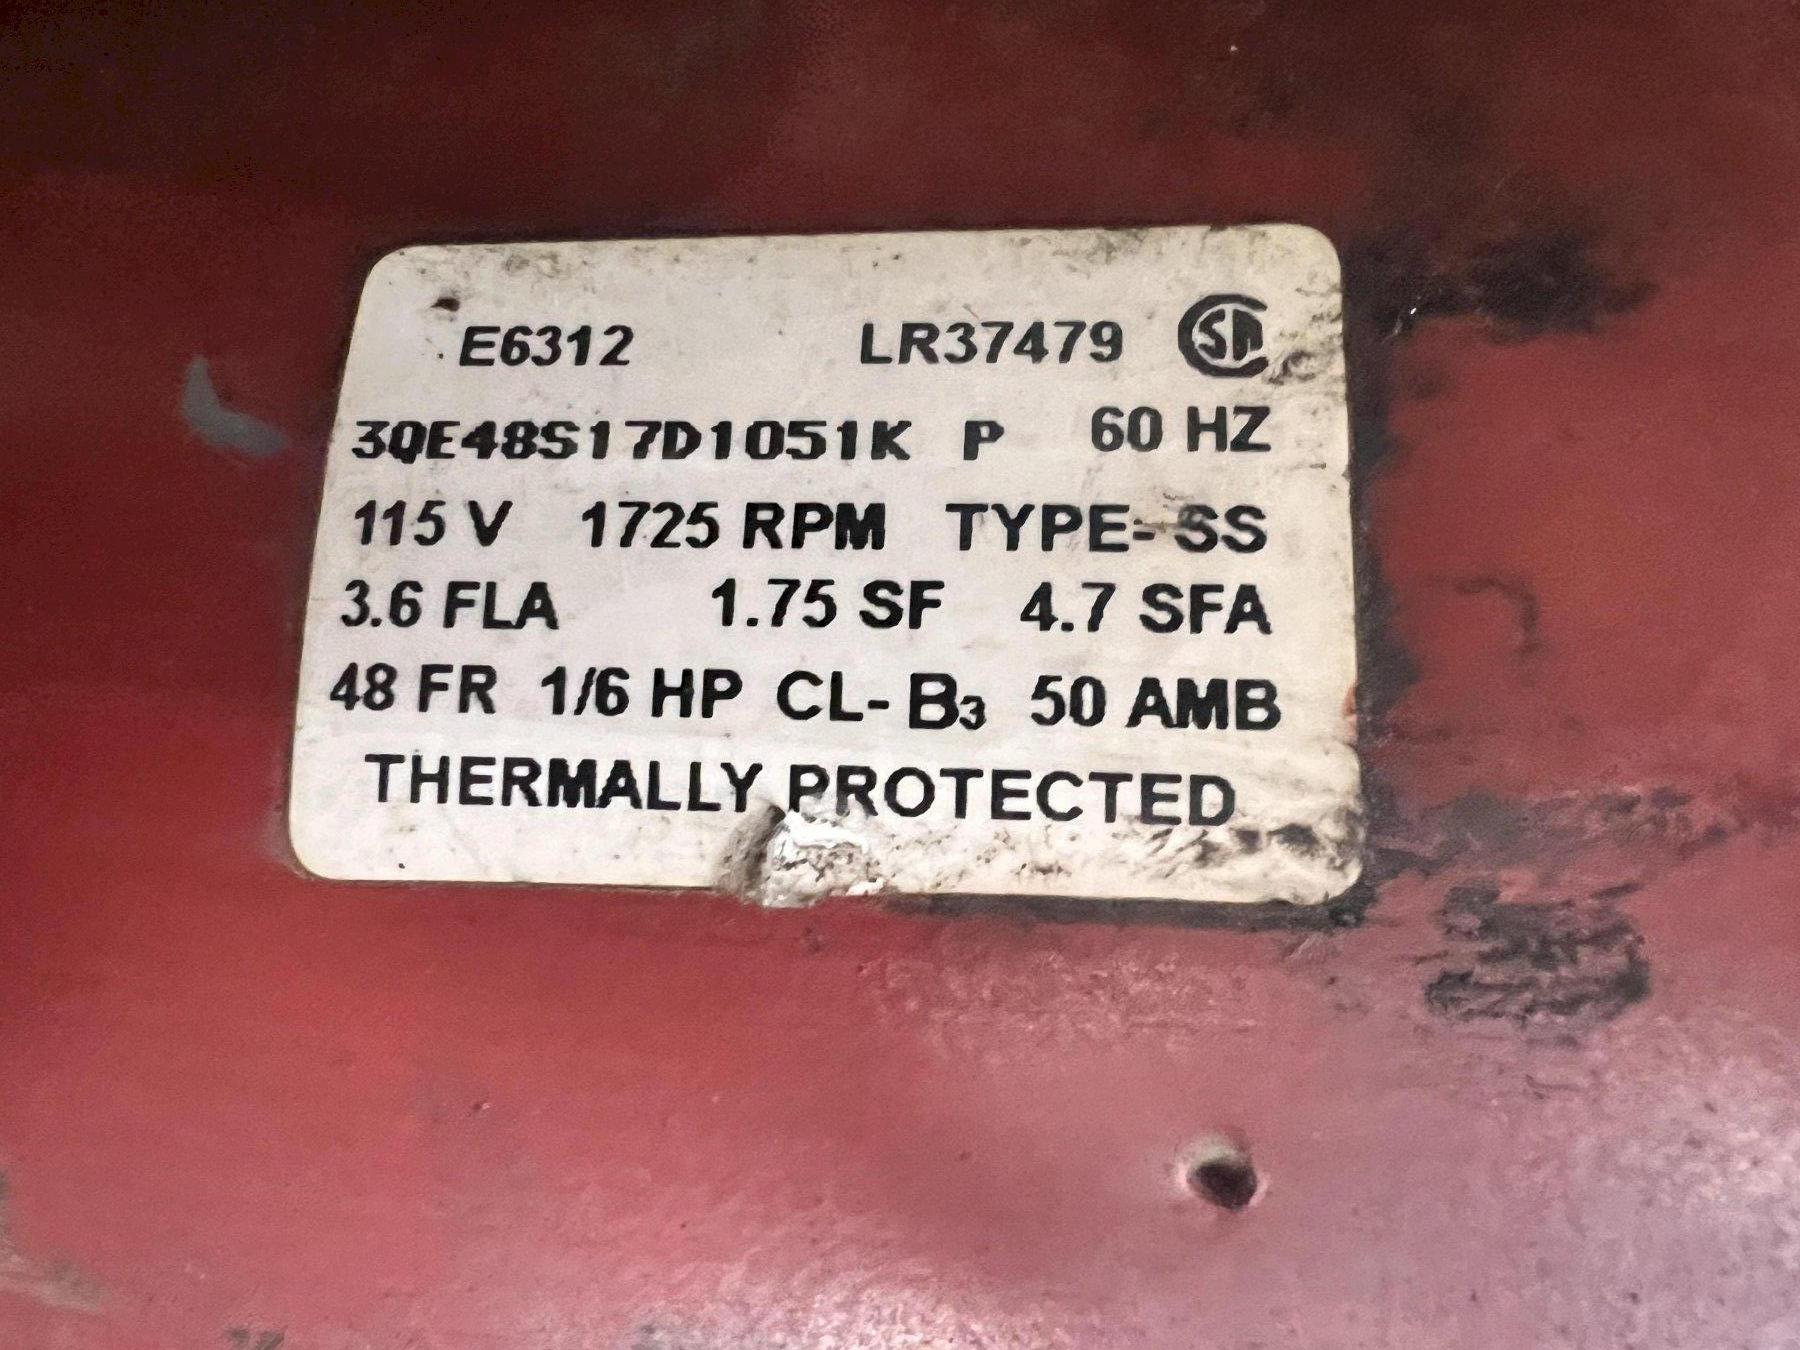 E6312 LR37479 SA
3QE48S17D1051K P 60 HZ
115 V 1725 RPM TYPE- SS
3.6 FLA 1.75 SF 4.7 SFA
48 FR 1/6 HP CL-B3 50 AMB
THERMALLY PROTECTED